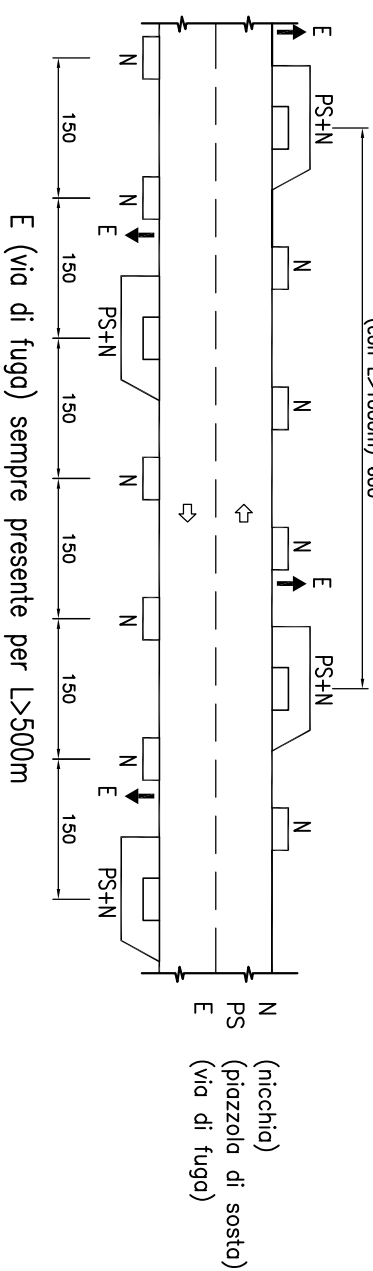 (con L>1000m) 600
E PS+N N N N E PS+N N
N (nicchia)
PS (piazzola di sosta)
E (via di fuga)
N N E PS+N N N N E PS+N
150 150 150 150 150 150
E (via di fuga) sempre presente per L>500m